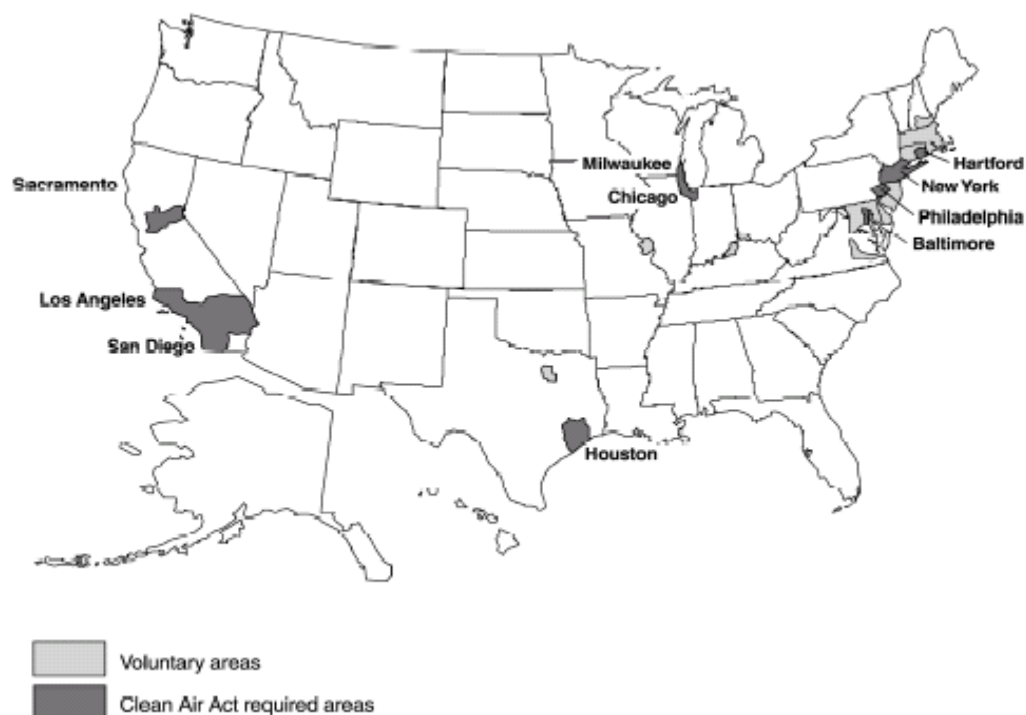 Milwaukee
Hartford
Sacramento
New York
Chicago
Philadelphia
Baltimore
Los Angeles
San Diego
Houston
Voluntary areas
Clean Air Act required areas